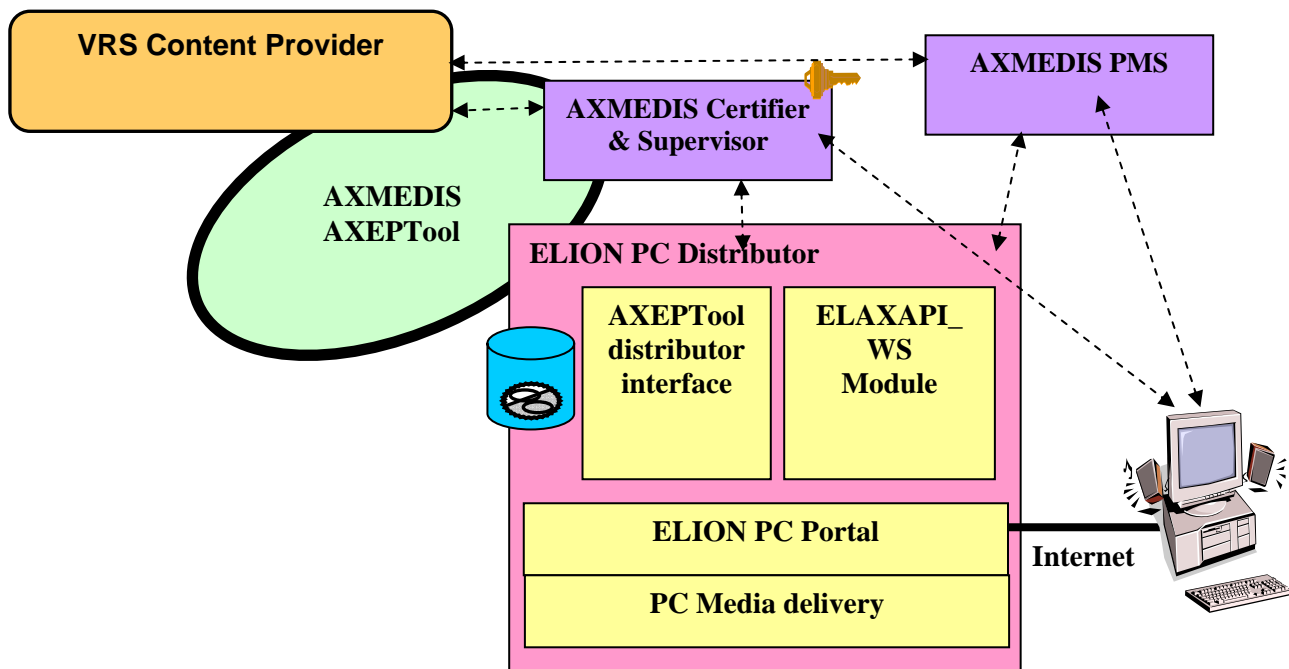 VRS Content Provider
AXMEDIS PMS
AXMEDIS Certifier
& Supervisor
AXMEDIS
AXEPTool
ELION PC Distributor
AXEPTool
distributor
interface
ELAXAPI_
WS
Module
ELION PC Portal
Internet
PC Media delivery